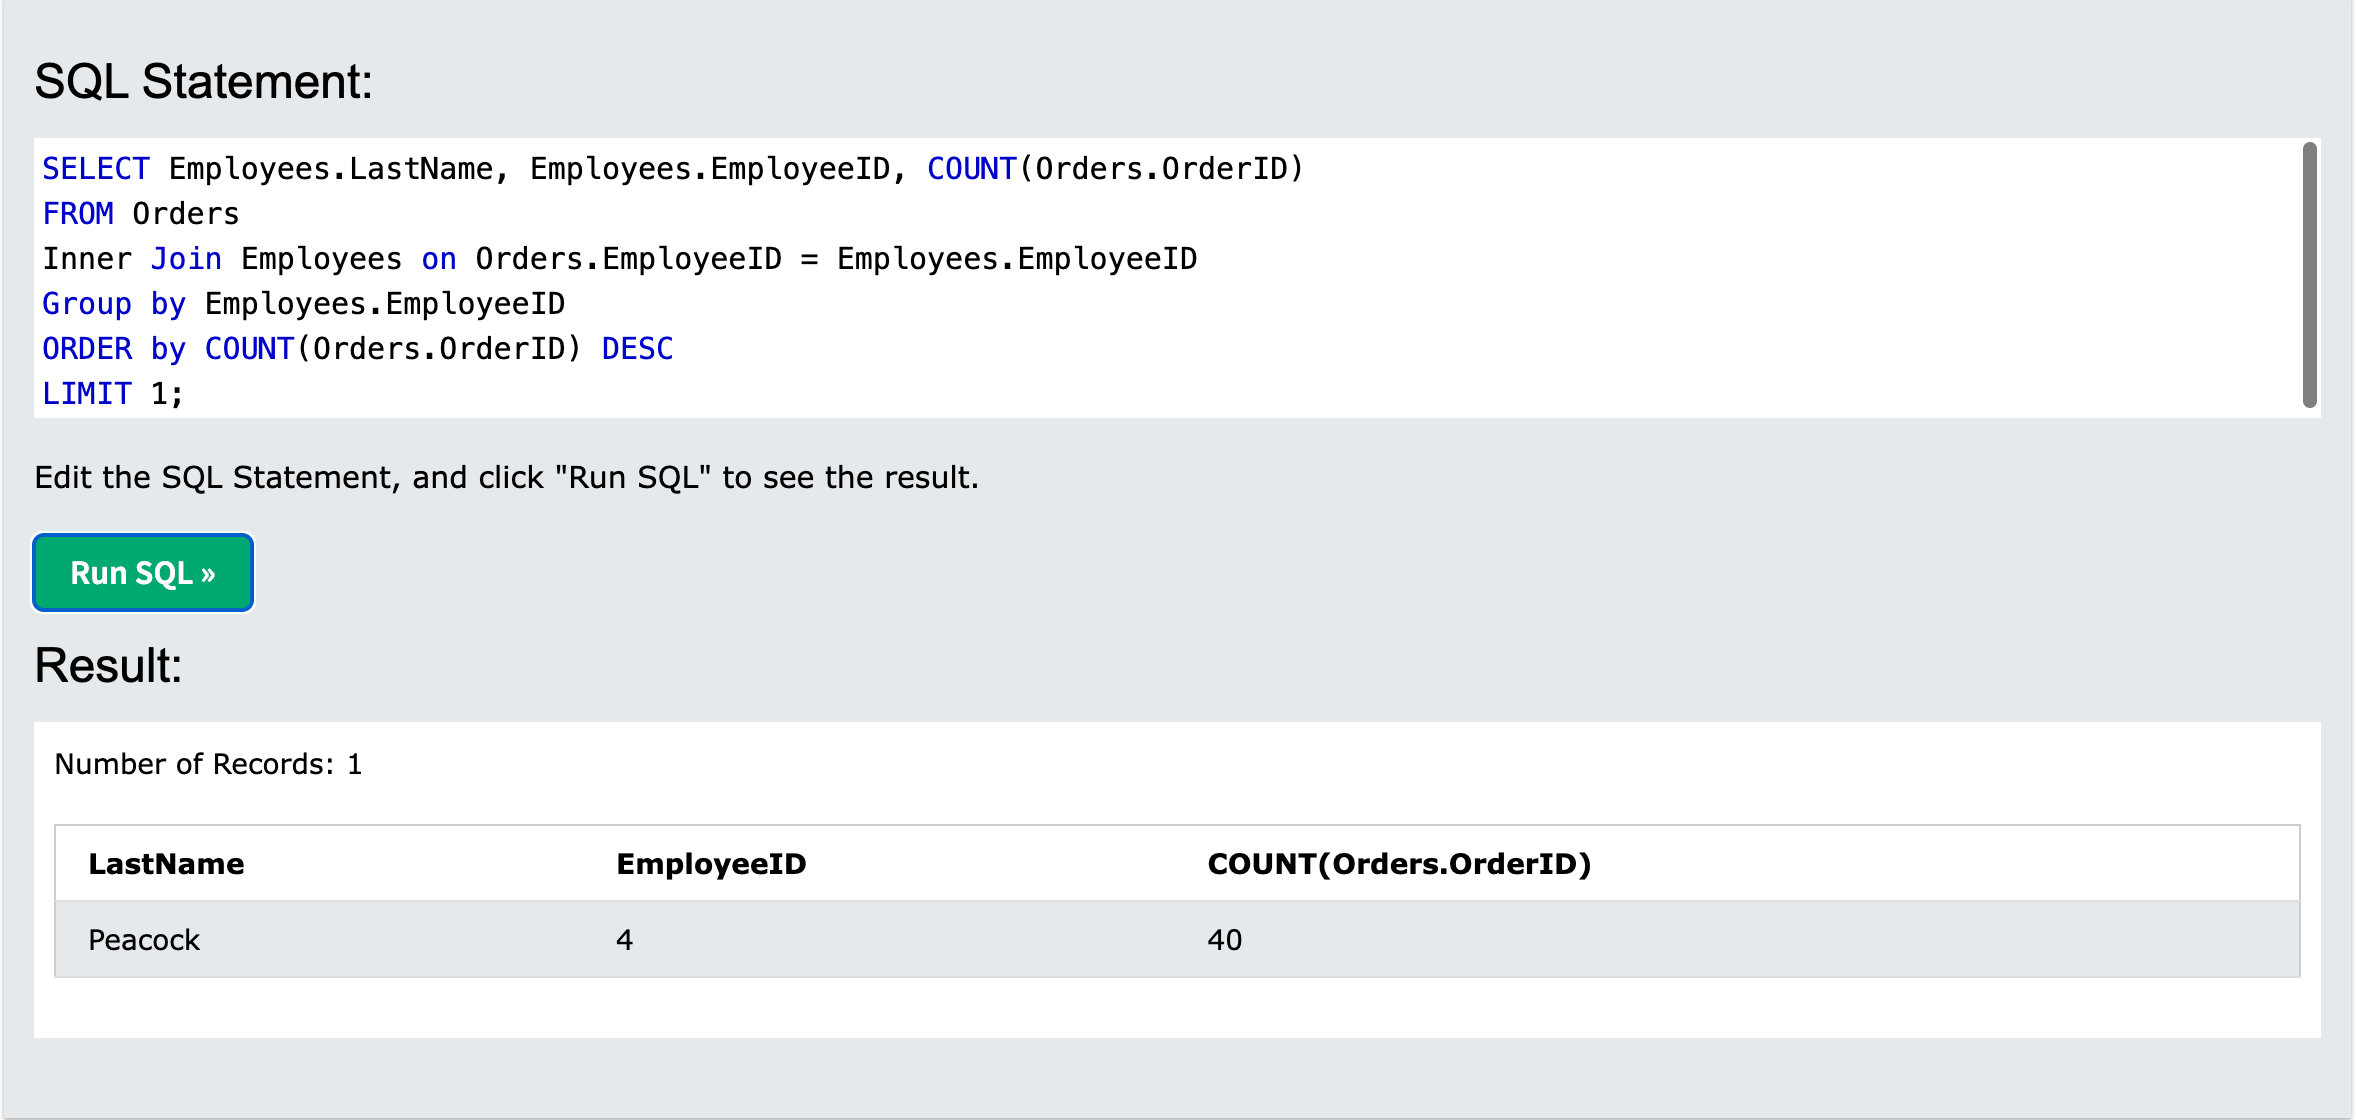 SQL Statement:
SELECT Employees.LastName, Employees.EmployeeID, COUNT(Orders.OrderID)
FROM Orders
Inner Join Employees on Orders.EmployeeID = Employees.EmployeeID
Group by Employees.EmployeeID
ORDER by COUNT(Orders.OrderID) DESC
LIMIT 1;
Edit the SQL Statement, and click "Run SQL" to see the result.
Run SQL »
Result:
Number of Records: 1
LastName EmployeeID COUNT(Orders.OrderID)
Peacock 4 40